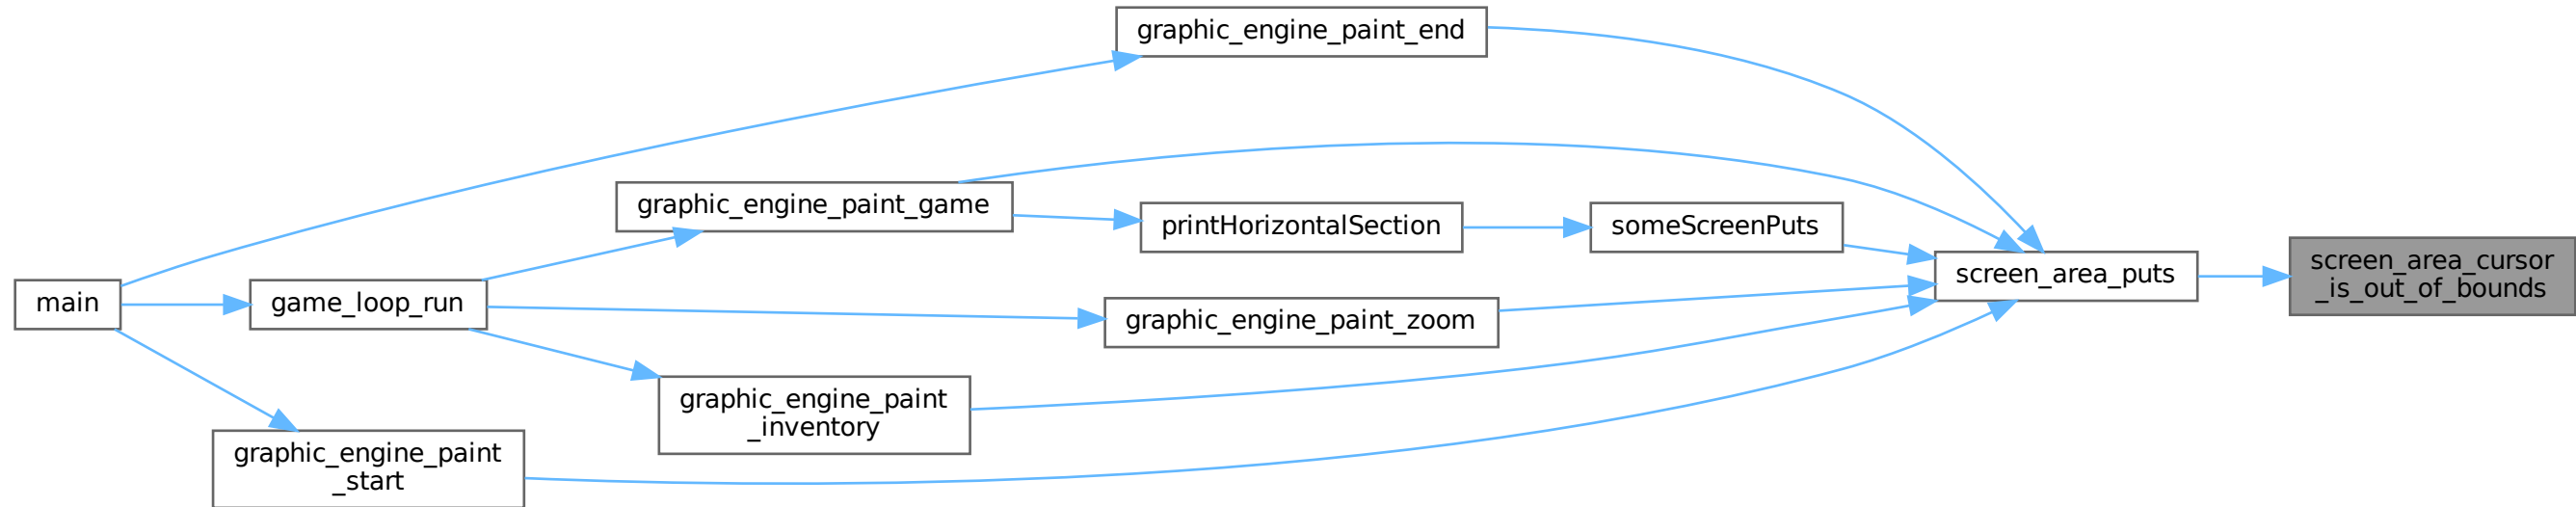 graphic_engine_paint_end
graphic_engine_paint_game
printHorizontalSection
someScreenPuts
screen_area_puts
screen_area_cursor
_is_out_of_bounds
main
game_loop_run
graphic_engine_paint_zoom
graphic_engine_paint
_inventory
graphic_engine_paint
_start